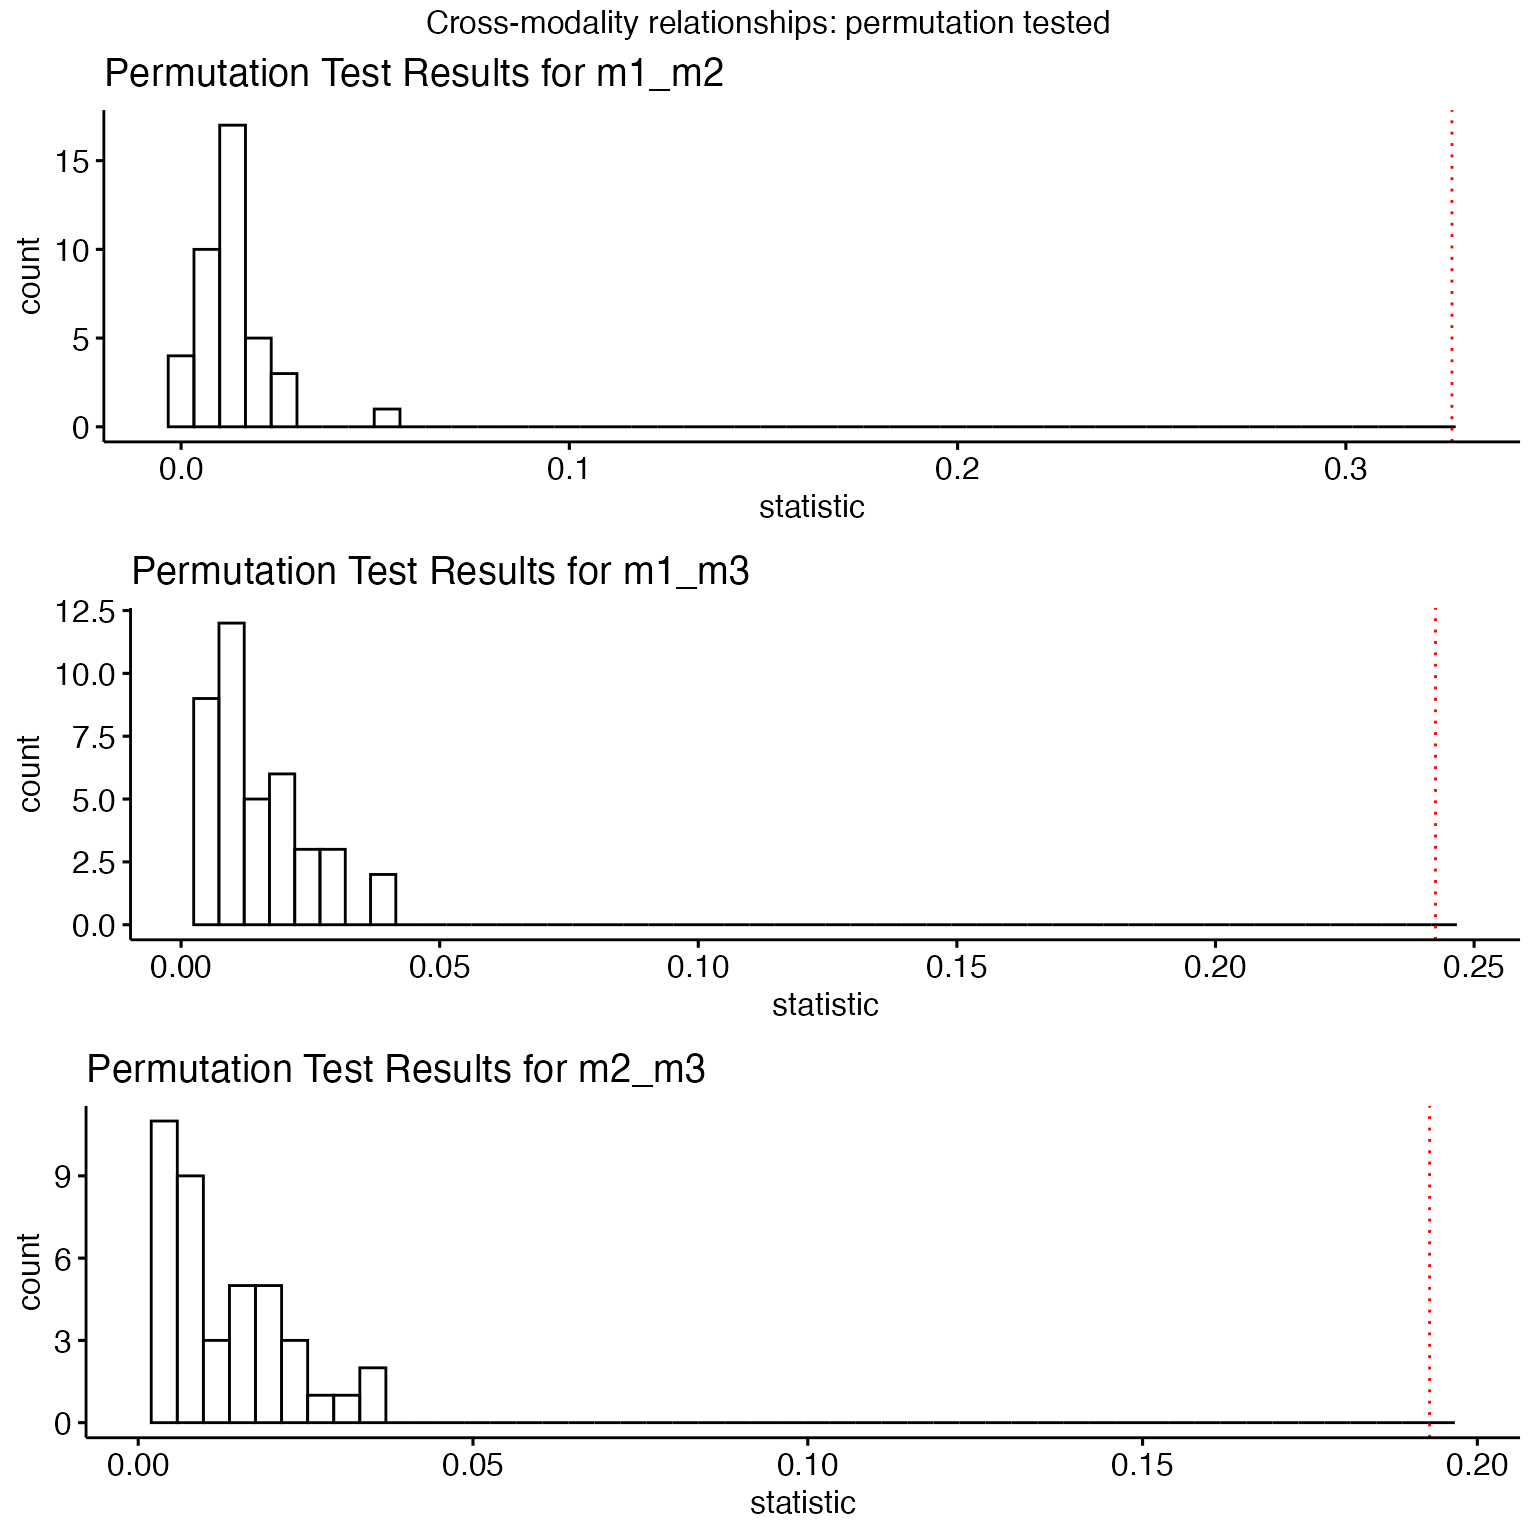 Cross-modality relationships: permutation tested
Permutation Test Results for m1_m2
15
10
5
0
count
0.0 0.1 0.2 0.3
statistic
Permutation Test Results for m1_m3
12.5
10.0
7.5
5.0
2.5
0.0
count
0.00 0.05 0.10 0.15 0.20 0.25
statistic
Permutation Test Results for m2_m3
9
6
3
0
count
0.00 0.05 0.10 0.15 0.20
statistic